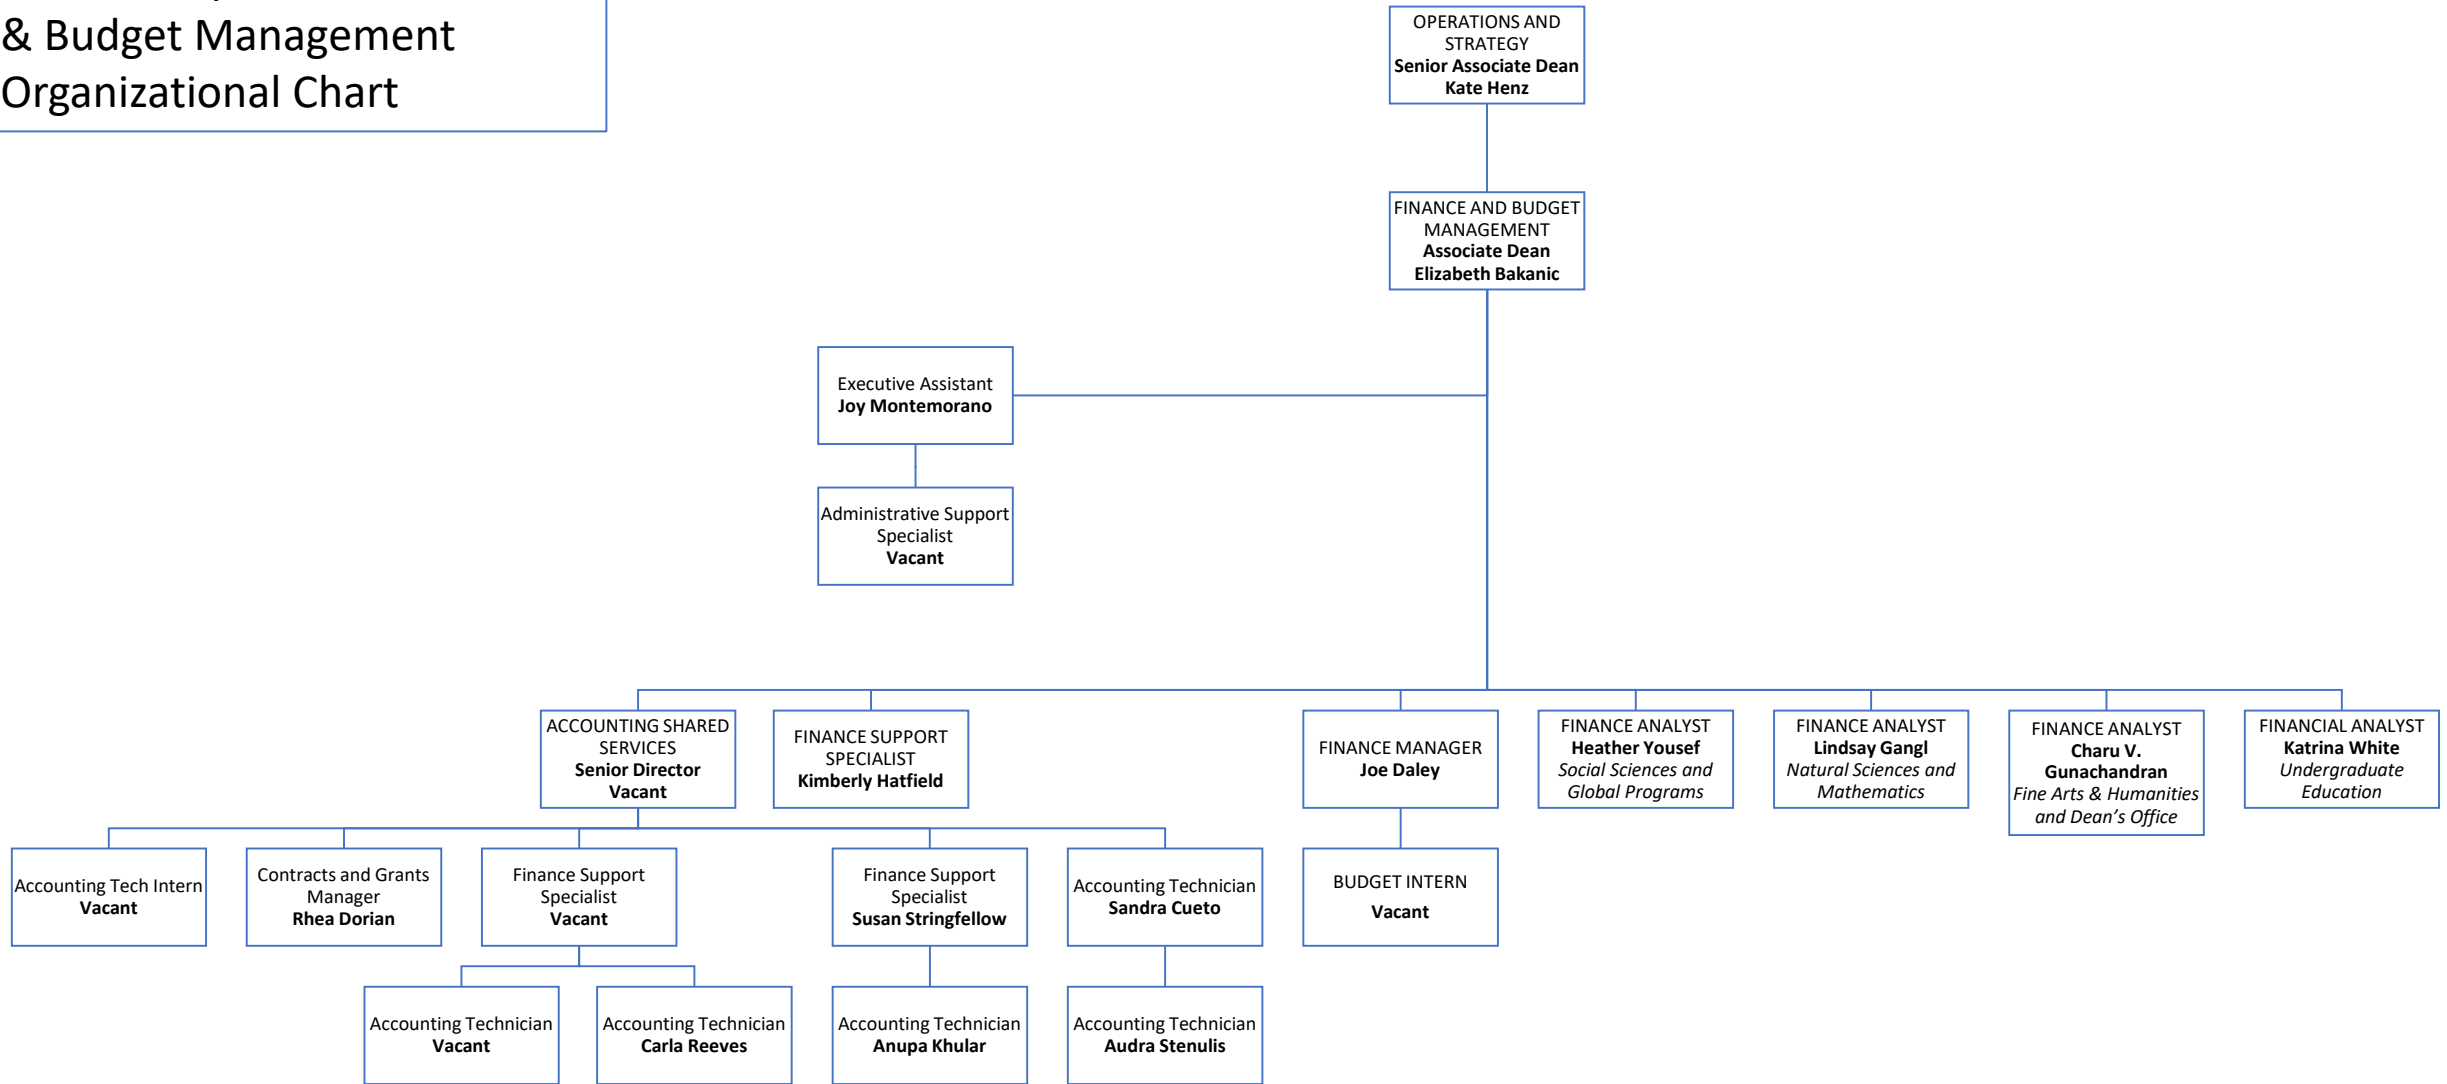 & Budget Management
Organizational Chart
OPERATIONS AND
STRATEGY
Senior Associate Dean
Kate Henz
FINANCE AND BUDGET
MANAGEMENT
Associate Dean
Elizabeth Bakanic
Executive Assistant
Joy Montemorano
Administrative Support
Specialist
Vacant
ACCOUNTING SHARED
SERVICES
Senior Director
Vacant
FINANCE SUPPORT
SPECIALIST
Kimberly Hatfield
FINANCE MANAGER
Joe Daley
FINANCE ANALYST
Heather Yousef
Social Sciences and
Global Programs
FINANCE ANALYST
Lindsay Gangl
Natural Sciences and
Mathematics
FINANCE ANALYST
Charu V.
Gunachandran
Fine Arts & Humanities
and Dean’s Office
FINANCIAL ANALYST
Katrina White
Undergraduate
Education
Accounting Tech Intern
Vacant
Contracts and Grants
Manager
Rhea Dorian
Finance Support
Specialist
Vacant
Finance Support
Specialist
Susan Stringfellow
Accounting Technician
Sandra Cueto
BUDGET INTERN
Vacant
Accounting Technician
Vacant
Accounting Technician
Carla Reeves
Accounting Technician
Anupa Khular
Accounting Technician
Audra Stenulis